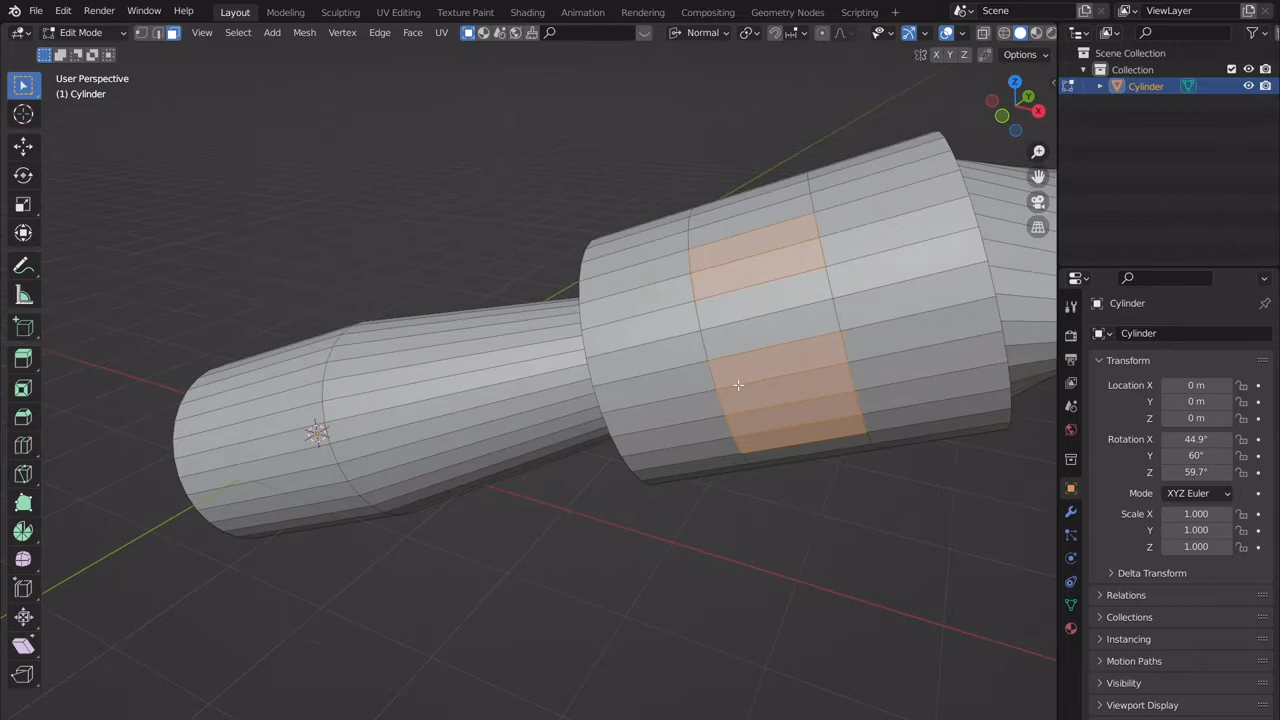 File Edit Render Window Help Layout Modeling Sculpting UV Editing Texture Paint Shading Animation Rendering Compositing Geometry Nodes Scripting + Scene ViewLayer
Edit Mode View Select Add Mesh Vertex Edge Face UV Normal
X Y Z Options
User Perspective
(1) Cylinder
Z
Y
X
Scene Collection
Collection
Cylinder
Cylinder
Cylinder
Transform
Location X 0 m
Y 0 m
Z 0 m
Rotation X 44.9°
Y 60°
Z 59.7°
Mode XYZ Euler
Scale X 1.000
Y 1.000
Z 1.000
Delta Transform
Relations
Collections
Instancing
Motion Paths
Visibility
Viewport Display